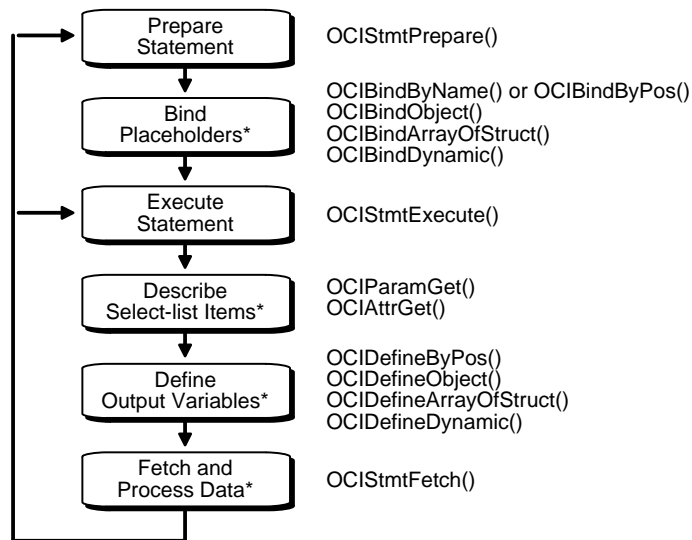 Prepare
Statement
OCIStmtPrepare()
Bind
Placeholders*
OCIBindByName() or OCIBindByPos()
OCIBindObject()
OCIBindArrayOfStruct()
OCIBindDynamic()
Execute
Statement
OCIStmtExecute()
Describe
Select-list Items*
OCIParamGet()
OCIAttrGet()
Define
Output Variables*
OCIDefineByPos()
OCIDefineObject()
OCIDefineArrayOfStruct()
OCIDefineDynamic()
Fetch and
Process Data*
OCIStmtFetch()